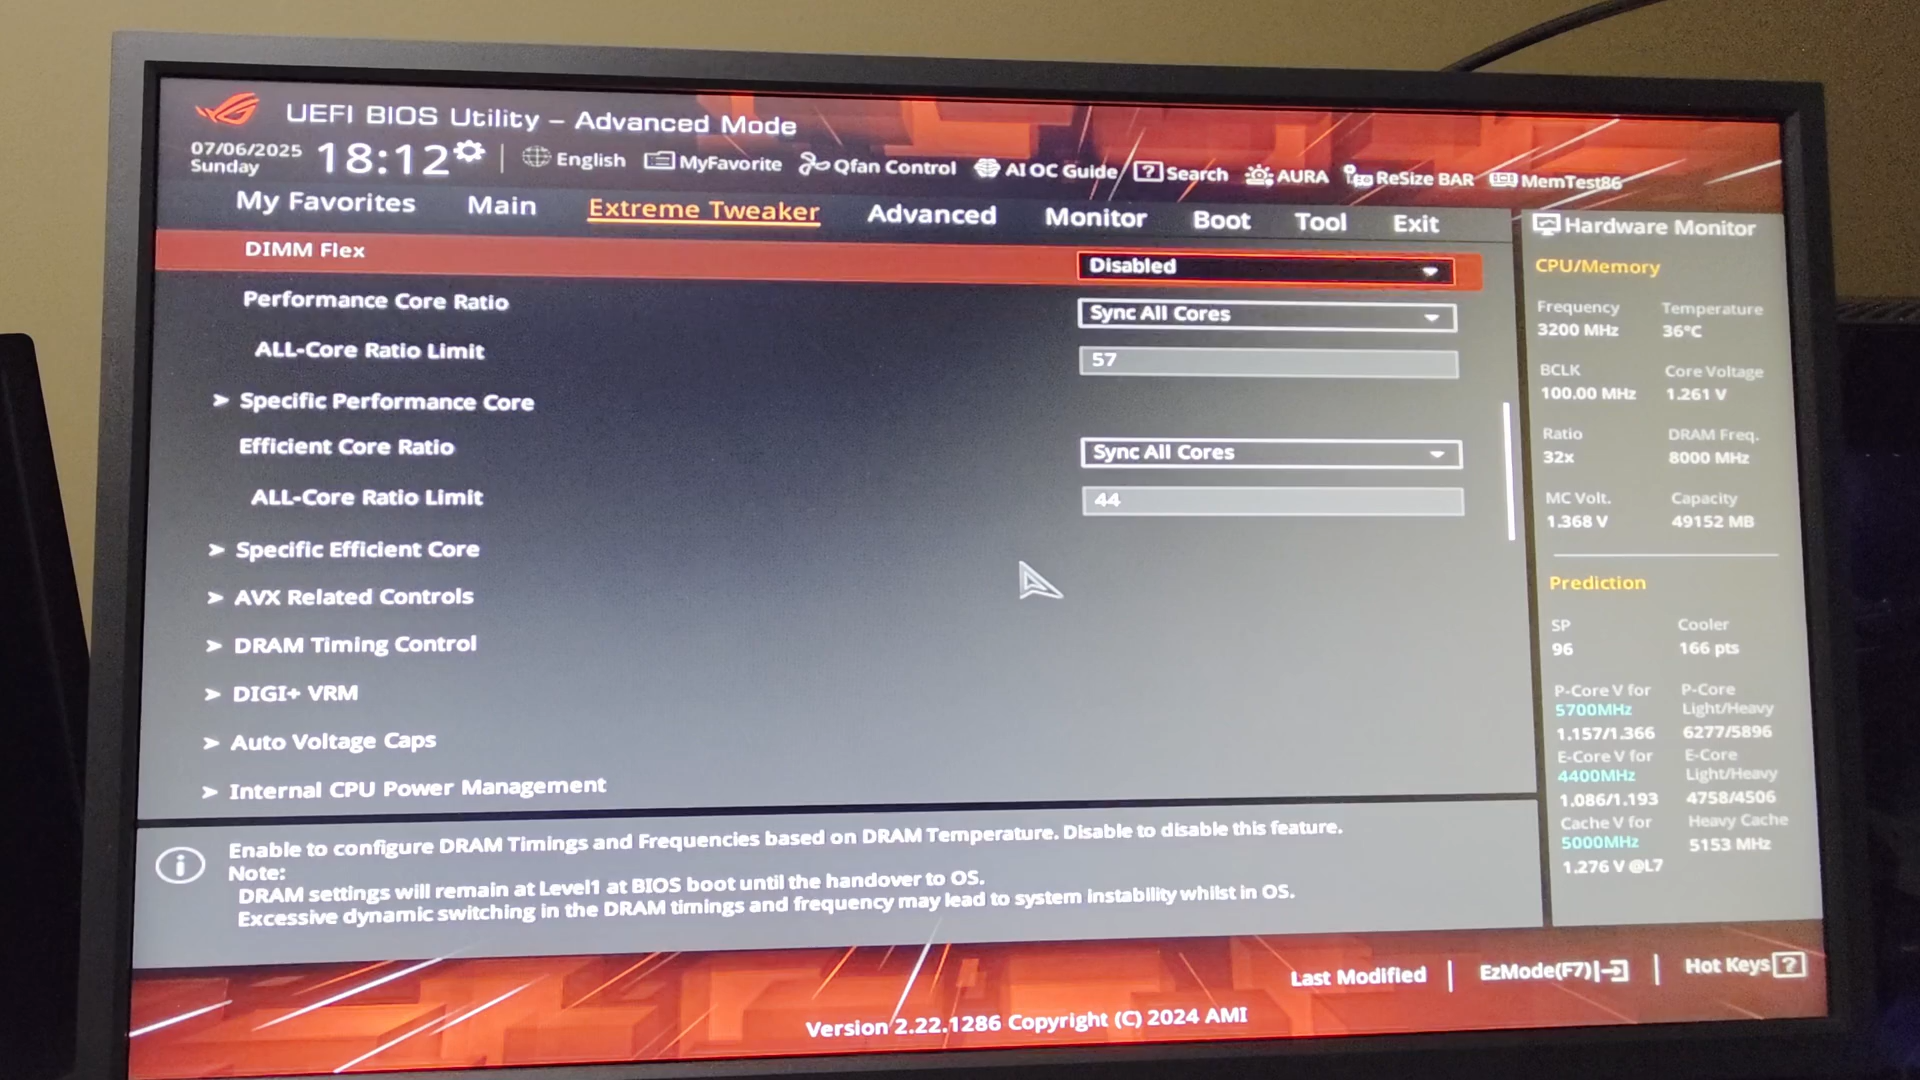 UEFI BIOS Utility – Advanced Mode
07/06/2025
Sunday
18:12
English
MyFavorite
Qfan Control
AI OC Guide
Search
AURA
ReSize BAR
MemTest86
My Favorites
Main
Extreme Tweaker
Advanced
Monitor
Boot
Tool
Exit
DIMM Flex
Disabled
Performance Core Ratio
Sync All Cores
ALL-Core Ratio Limit
57
> Specific Performance Core
Efficient Core Ratio
Sync All Cores
ALL-Core Ratio Limit
44
> Specific Efficient Core
> AVX Related Controls
> DRAM Timing Control
> DIGI+ VRM
> Auto Voltage Caps
> Internal CPU Power Management
Enable to configure DRAM Timings and Frequencies based on DRAM Temperature. Disable to disable this feature.
Note:
DRAM settings will remain at Level1 at BIOS boot until the handover to OS.
Excessive dynamic switching in the DRAM timings and frequency may lead to system instability whilst in OS.
Hardware Monitor
CPU/Memory
Frequency Temperature
3200 MHz 36°C
BCLK Core Voltage
100.00 MHz 1.261 V
Ratio DRAM Freq.
32x 8000 MHz
MC Volt. Capacity
1.368 V 49152 MB
Prediction
SP Cooler
96 166 pts
P-Core V for P-Core
5700MHz Light/Heavy
1.157/1.366 6277/5896
E-Core V for E-Core
4400MHz Light/Heavy
1.086/1.193 4758/4506
Cache V for Heavy Cache
5000MHz 5153 MHz
1.276 V @L7
Last Modified
EzMode(F7)
Hot Keys ?
Version 2.22.1286 Copyright (C) 2024 AMI